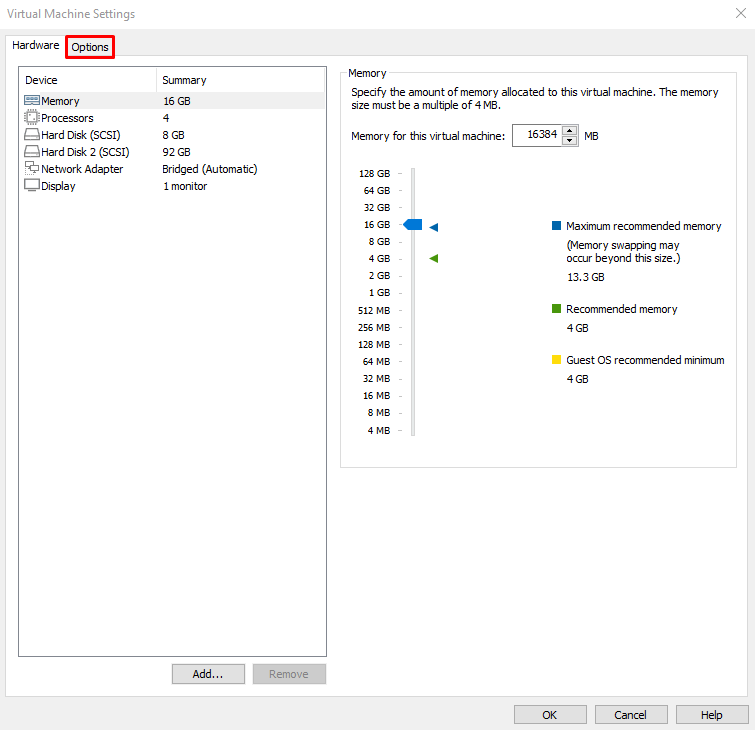 Virtual Machine Settings
Hardware Options
Device Summary
Memory 16 GB
Processors 4
Hard Disk (SCSI) 8 GB
Hard Disk 2 (SCSI) 92 GB
Network Adapter Bridged (Automatic)
Display 1 monitor
Add...
Remove
Memory
Specify the amount of memory allocated to this virtual machine. The memory
size must be a multiple of 4 MB.
Memory for this virtual machine: 16384 MB
128 GB
64 GB
32 GB
16 GB
8 GB
4 GB
2 GB
1 GB
512 MB
256 MB
128 MB
64 MB
32 MB
16 MB
8 MB
4 MB
Maximum recommended memory
(Memory swapping may
occur beyond this size.)
13.3 GB
Recommended memory
4 GB
Guest OS recommended minimum
4 GB
OK
Cancel
Help